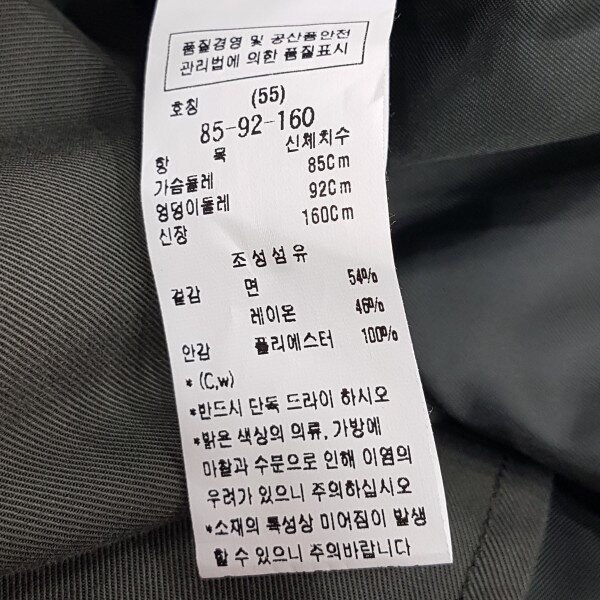 품질경영 및 공산품안전
관리법에 의한 품질표시
호칭 (55)
85-92-160
항 목 신체치수
가슴둘레 85Cm
엉덩이둘레 92Cm
신장 160Cm
조성섬유
겉감 면 54%
레이온 46%
안감 폴리에스터 100%
* (C,w)
*반드시 단독 드라이 하시오
*밝은 색상의 의류, 가방에
마찰과 수분으로 인해 이염의
우려가 있으니 주의하십시오
*소재의 특성상 미어짐이 발생
할 수 있으니 주의바랍니다